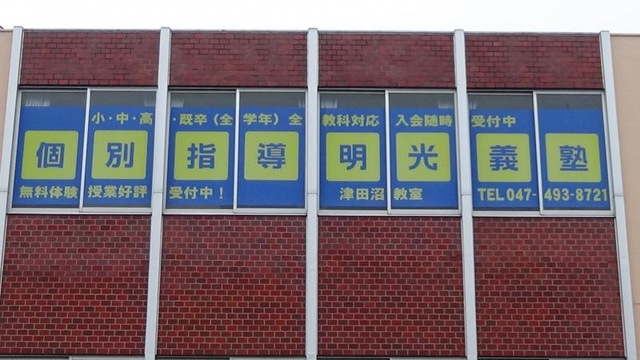 小・中・高・既卒(全学年)全教科対応 入会随時受付中
個別指導明光義塾
無料体験授業好評受付中! 津田沼教室 TEL047-493-8721